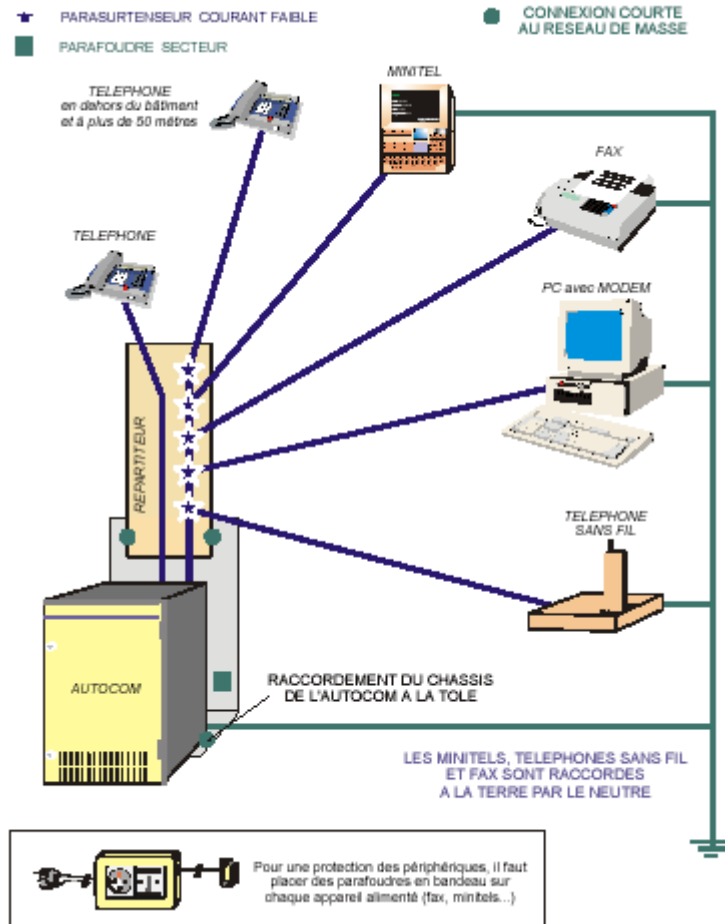 PARASURTENSEUR COURANT FAIBLE
PARAFOUDRE SECTEUR
CONNEXION COURTE
AU RESEAU DE MASSE
TELEPHONE
en dehors du bâtiment
et à plus de 50 mètres
MINITEL
FAX
TELEPHONE
PC avec MODEM
REPARTITEUR
TELEPHONE
SANS FIL
AUTOCOM
RACCORDEMENT DU CHASSIS
DE L'AUTOCOM A LA TOLE
LES MINITELS, TELEPHONES SANS FIL
ET FAX SONT RACCORDES
A LA TERRE PAR LE NEUTRE
Pour une protection des périphériques, il faut
placer des parafoudres en bandeau sur
chaque appareil alimenté (fax, minitels...)